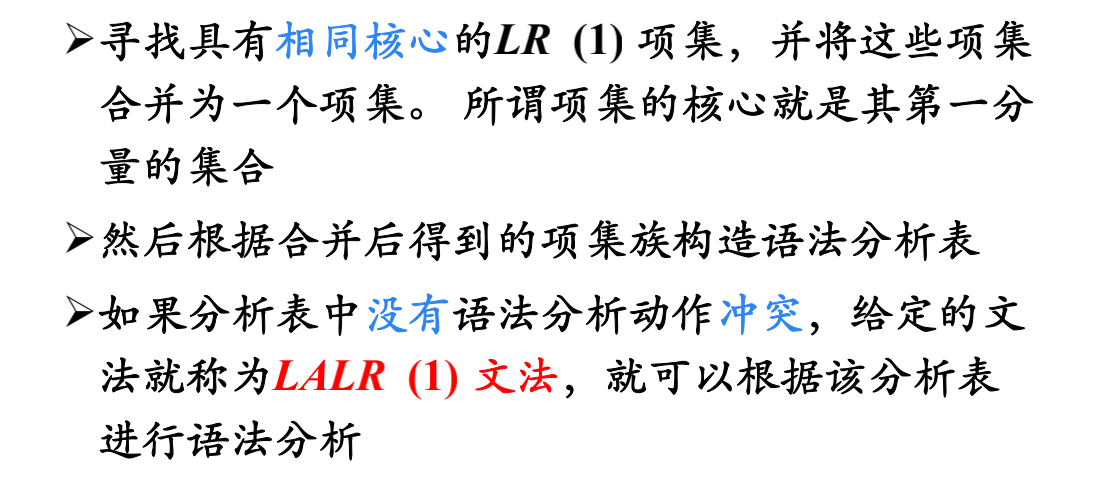 ➢寻找具有相同核心的LR (1) 项集，并将这些项集
合并为一个项集。 所谓项集的核心就是其第一分
量的集合
➢然后根据合并后得到的项集族构造语法分析表
➢如果分析表中没有语法分析动作冲突，给定的文
法就称为LALR (1) 文法，就可以根据该分析表
进行语法分析